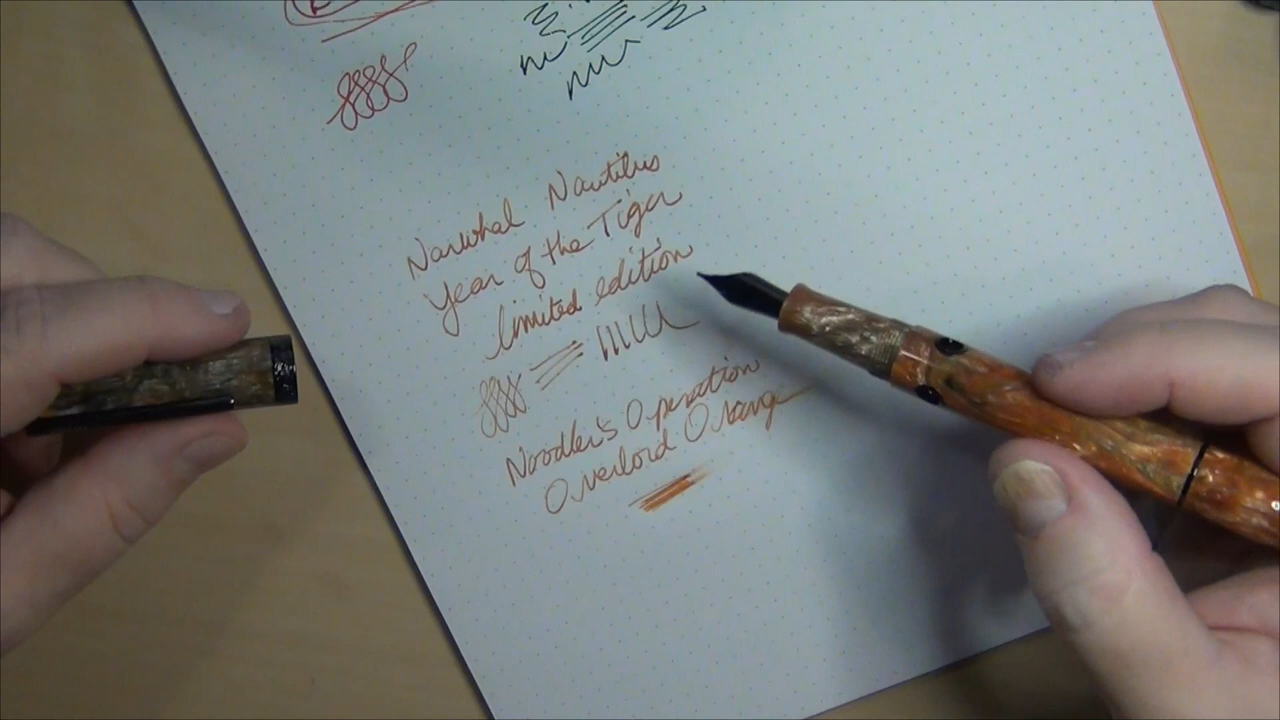 Narwhal Nautilus
Year of the Tiger
limited edition
Noodler's Operation
Overlord Orange